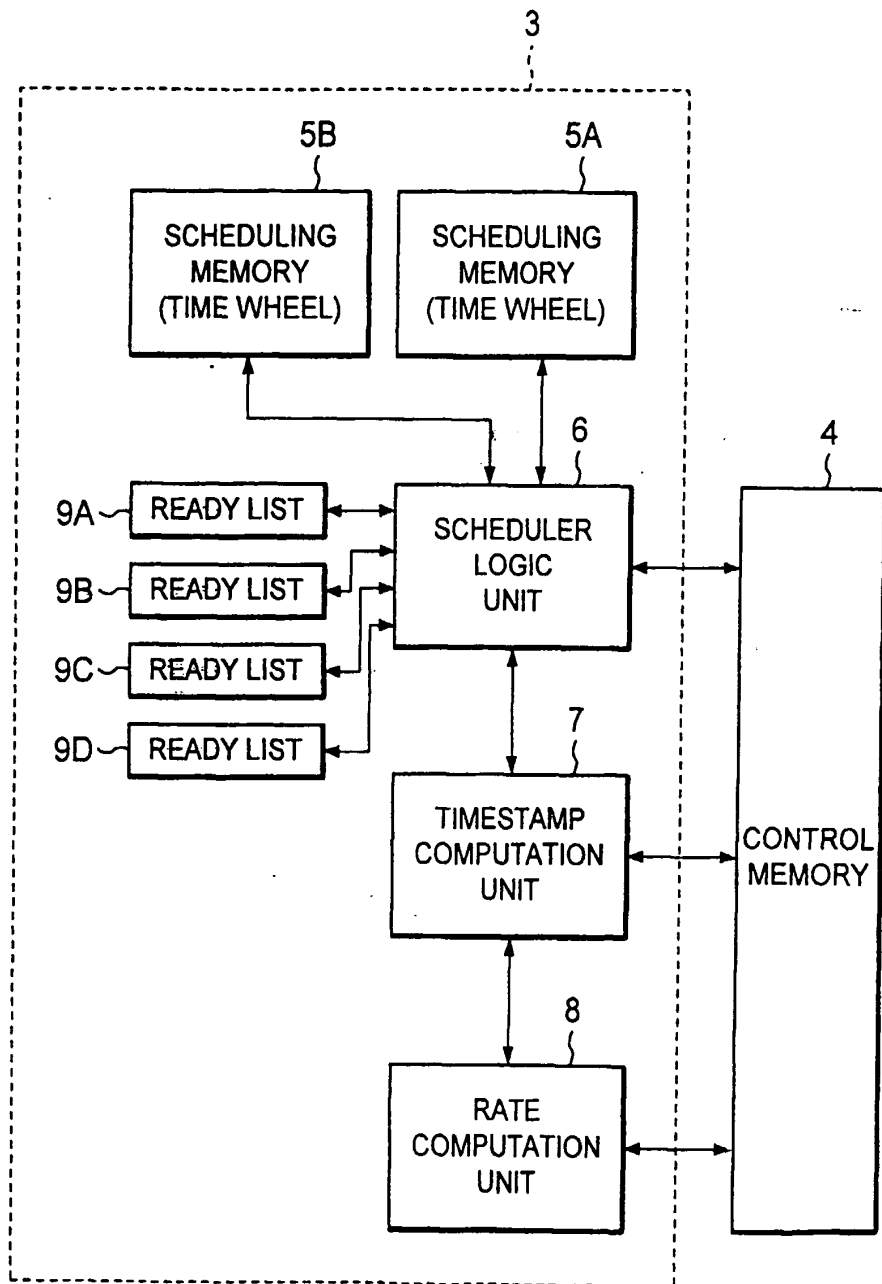 3
5B
5A
SCHEDULING
MEMORY
(TIME WHEEL)
SCHEDULING
MEMORY
(TIME WHEEL)
6
4
9A
READY LIST
9B
READY LIST
9C
READY LIST
9D
READY LIST
SCHEDULER
LOGIC
UNIT
7
TIMESTAMP
COMPUTATION
UNIT
CONTROL
MEMORY
8
RATE
COMPUTATION
UNIT